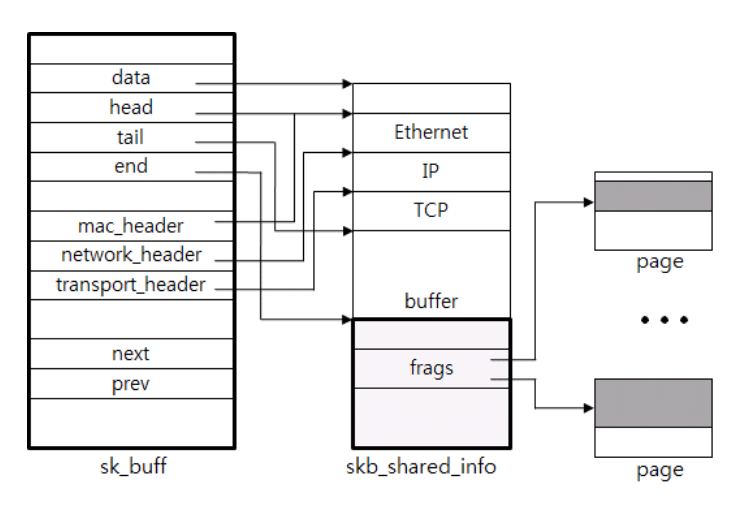 data
head
tail
end
mac_header
network_header
transport_header
next
prev
sk_buff
Ethernet
IP
TCP
buffer
frags
skb_shared_info
page
page